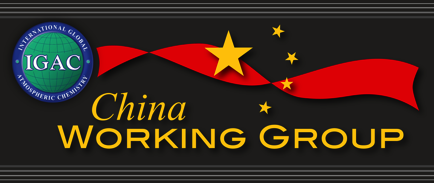 INTERNATIONAL GLOBAL
IGAC
ATMOSPHERIC CHEMISTRY
China
WORKING GROUP